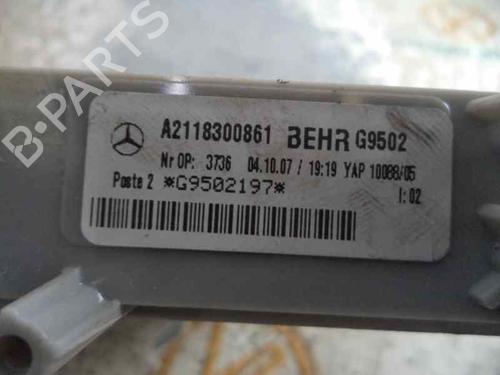 B-PARTS
A2118300861 BEHR G9502
Nr OP: 3736 04.10.07 / 19:19 YAP 10088/05
Poste 2 *G9502197* I:02